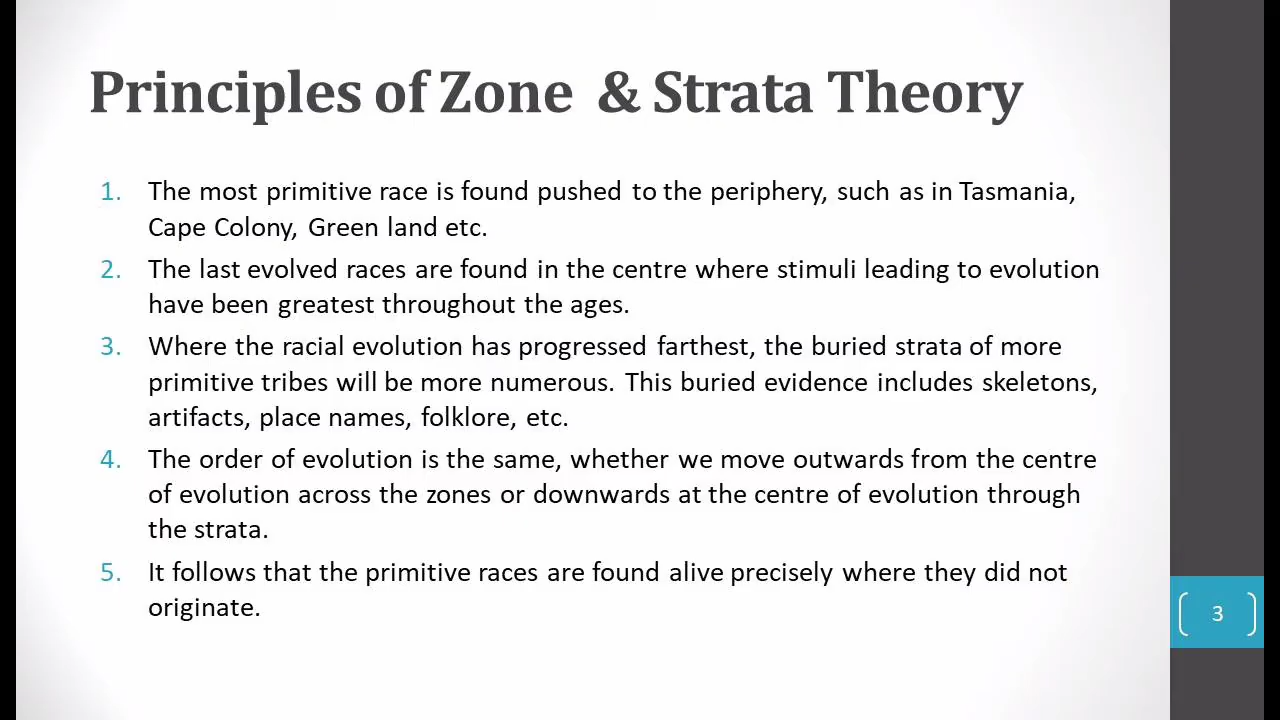 Principles of Zone & Strata Theory
1. The most primitive race is found pushed to the periphery, such as in Tasmania,
Cape Colony, Green land etc.
2. The last evolved races are found in the centre where stimuli leading to evolution
have been greatest throughout the ages.
3. Where the racial evolution has progressed farthest, the buried strata of more
primitive tribes will be more numerous. This buried evidence includes skeletons,
artifacts, place names, folklore, etc.
4. The order of evolution is the same, whether we move outwards from the centre
of evolution across the zones or downwards at the centre of evolution through
the strata.
5. It follows that the primitive races are found alive precisely where they did not
originate.
3